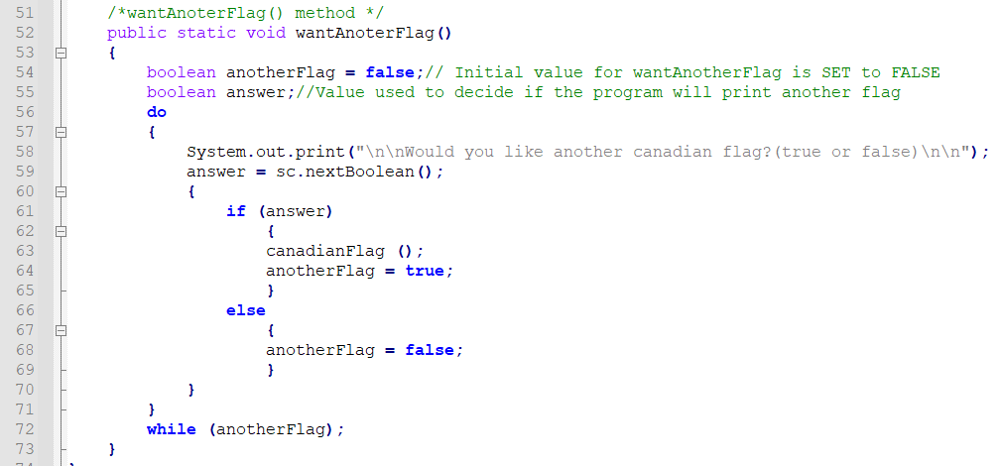 51 /*wantAnoterFlag() method */
52 public static void wantAnoterFlag()
53 {
54 boolean anotherFlag = false;// Initial value for wantAnotherFlag is SET to FALSE
55 boolean answer;//Value used to decide if the program will print another flag
56 do
57 {
58 System.out.print("\n\nWould you like another canadian flag?(true or false)\n\n");
59 answer = sc.nextBoolean();
60 {
61 if (answer)
62 {
63 canadianFlag ();
64 anotherFlag = true;
65 }
66 else
67 {
68 anotherFlag = false;
69 }
70 }
71 }
72 while (anotherFlag);
73 }